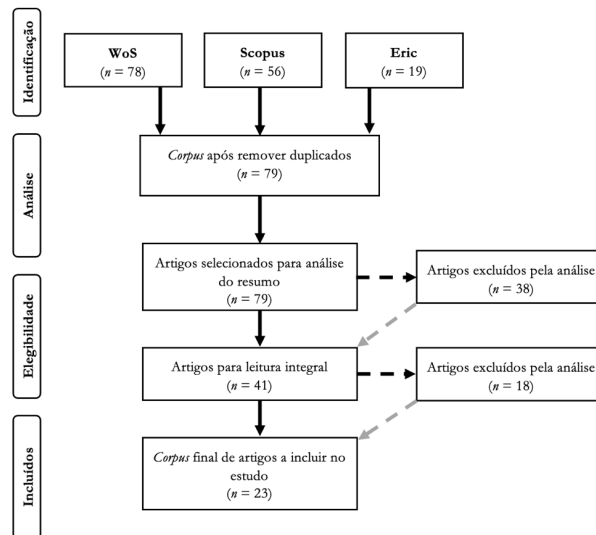 Identificação
WoS
(n = 78)
Scopus
(n = 56)
Eric
(n = 19)
Análise
Corpus após remover duplicados
(n = 79)
Artigos selecionados para análise
do resumo
(n = 79)
Artigos excluídos pela análise
(n = 38)
Elegibilidade
Artigos para leitura integral
(n = 41)
Artigos excluídos pela análise
(n = 18)
Incluídos
Corpus final de artigos a incluir no
estudo
(n = 23)